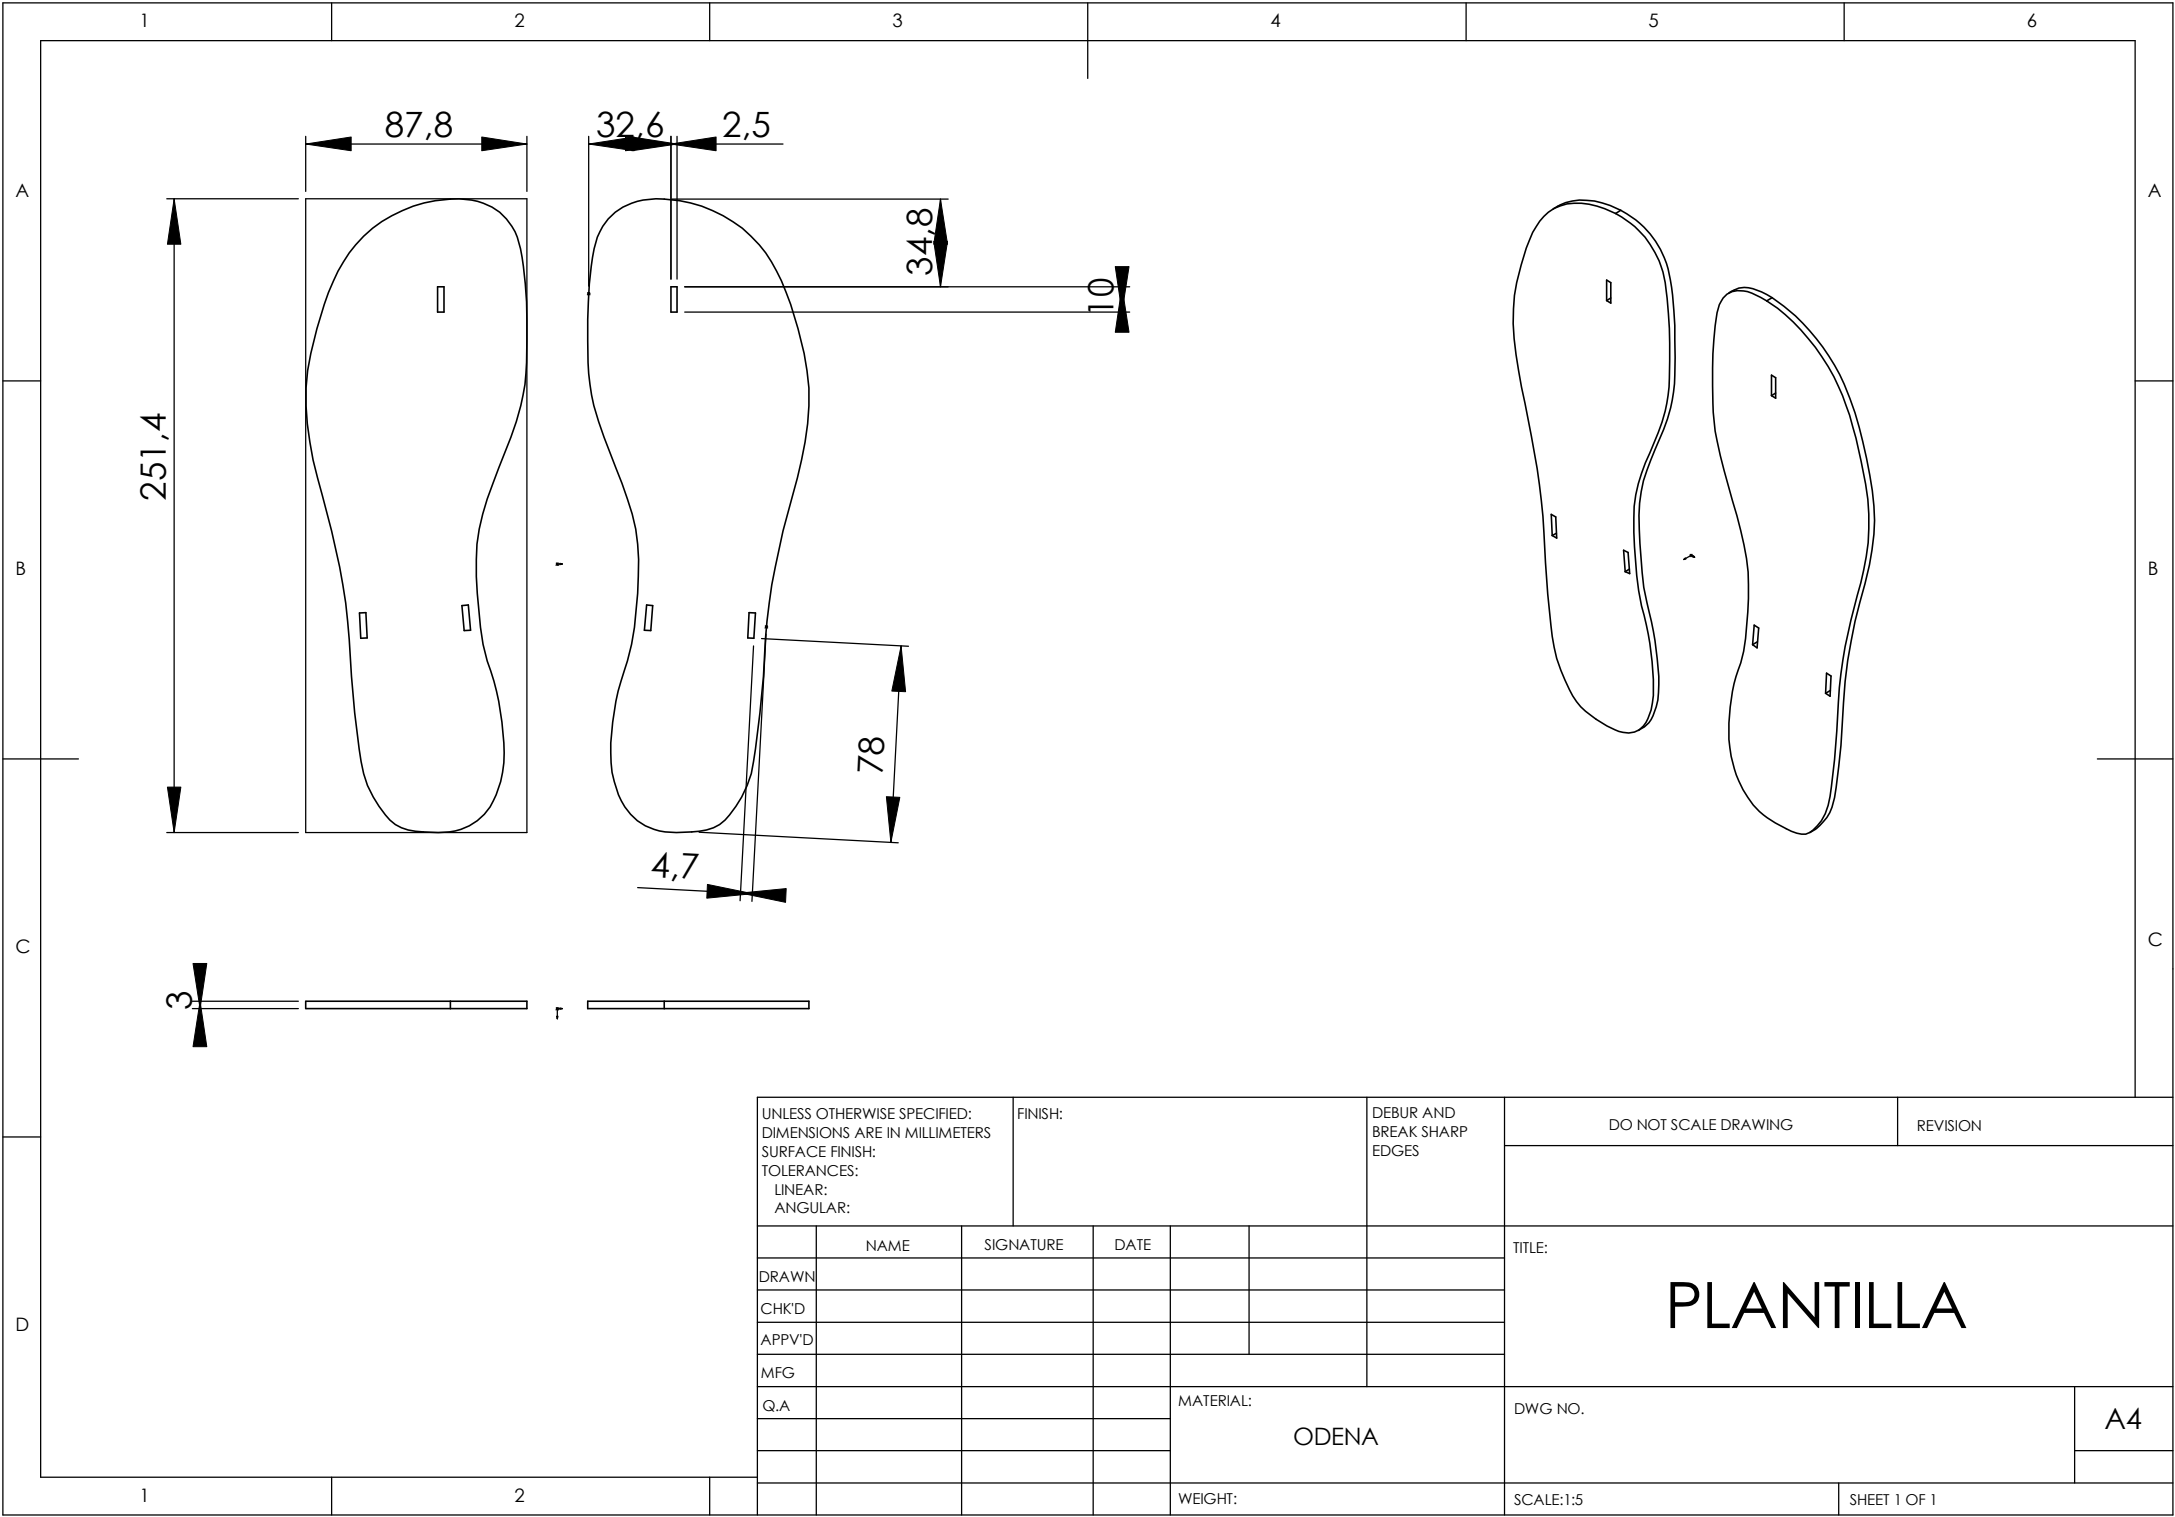 1 2 3 4 5 6
87,8 32,6 2,5
A A
34,8
10
251,4
B B
78
4,7
C C
3
UNLESS OTHERWISE SPECIFIED:
DIMENSIONS ARE IN MILLIMETERS
SURFACE FINISH:
TOLERANCES:
LINEAR:
ANGULAR:
FINISH:
DEBUR AND
BREAK SHARP
EDGES
DO NOT SCALE DRAWING
REVISION
NAME SIGNATURE DATE
DRAWN
CHK'D
APPV'D
MFG
Q.A
TITLE:
PLANTILLA
D
MATERIAL:
ODENA
DWG NO.
A4
WEIGHT:
SCALE:1:5
SHEET 1 OF 1
1 2